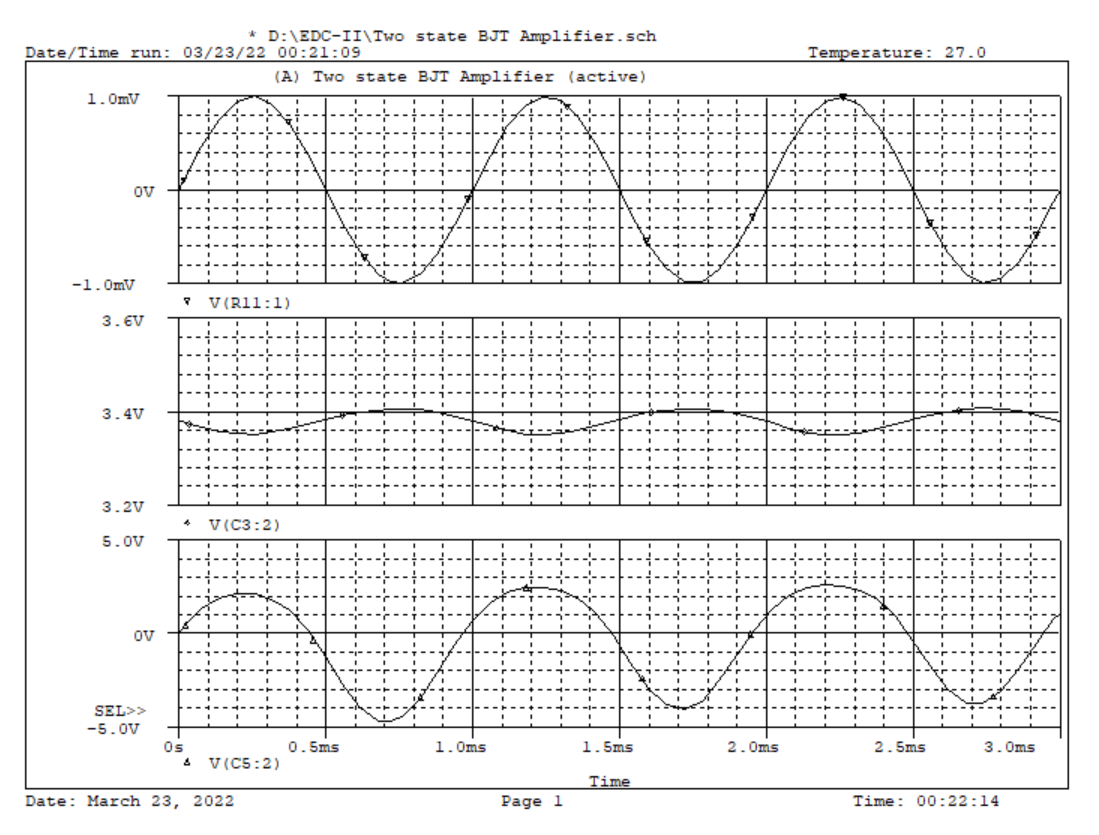 * D:\EDC-II\Two state BJT Amplifier.sch
Date/Time run: 03/23/22 00:21:09 Temperature: 27.0
(A) Two state BJT Amplifier (active)
1.0mV
0V
-1.0mV
V(R11:1)
3.6V
3.4V
3.2V
V(C3:2)
5.0V
0V
SEL>>
-5.0V
0s 0.5ms 1.0ms 1.5ms 2.0ms 2.5ms 3.0ms
V(C5:2)
Time
Date: March 23, 2022 Page 1 Time: 00:22:14